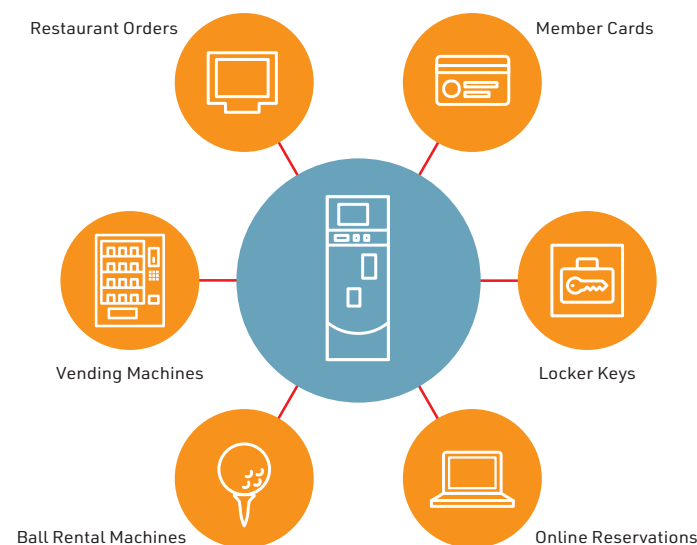 Restaurant Orders
Member Cards
Vending Machines
Locker Keys
Ball Rental Machines
Online Reservations